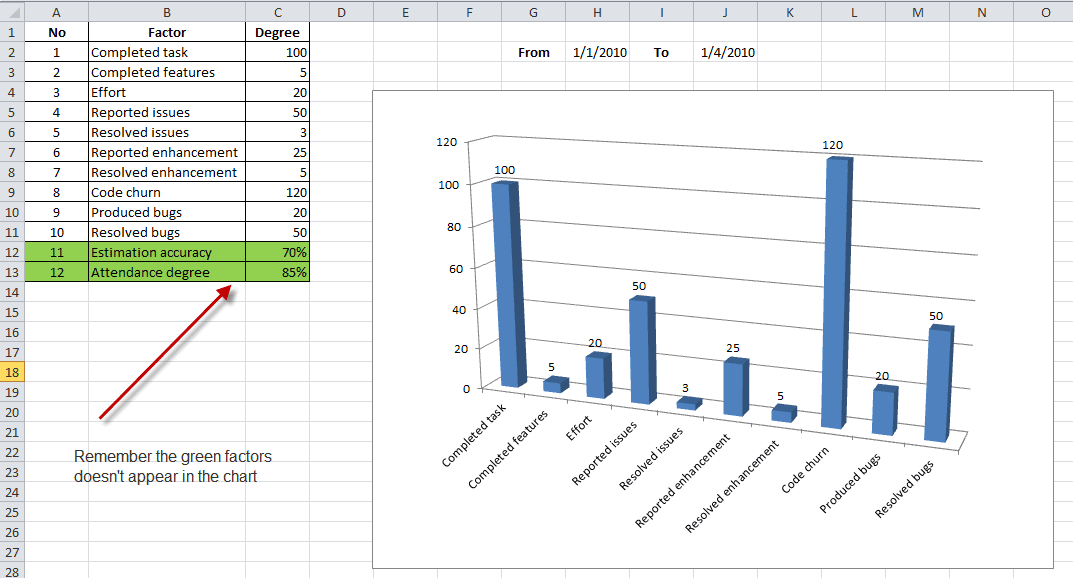 A B C D E F G H I J K L M N O
1 No Factor Degree
2 1 Completed task 100 From 1/1/2010 To 1/4/2010
3 2 Completed features 5
4 3 Effort 20
5 4 Reported issues 50
6 5 Resolved issues 3
7 6 Reported enhancement 25
8 7 Resolved enhancement 5
9 8 Code churn 120
10 9 Produced bugs 20
11 10 Resolved bugs 50
12 11 Estimation accuracy 70%
13 12 Attendance degree 85%
14
15
16
17
18
19
20
21
22
23
24
25
26
27
28
Remember the green factors
doesn't appear in the chart
120
100
80
60
40
20
0
100
5
20
50
3
25
5
120
20
50
Completed task
Completed features
Effort
Reported issues
Resolved issues
Reported enhancement
Resolved enhancement
Code churn
Produced bugs
Resolved bugs